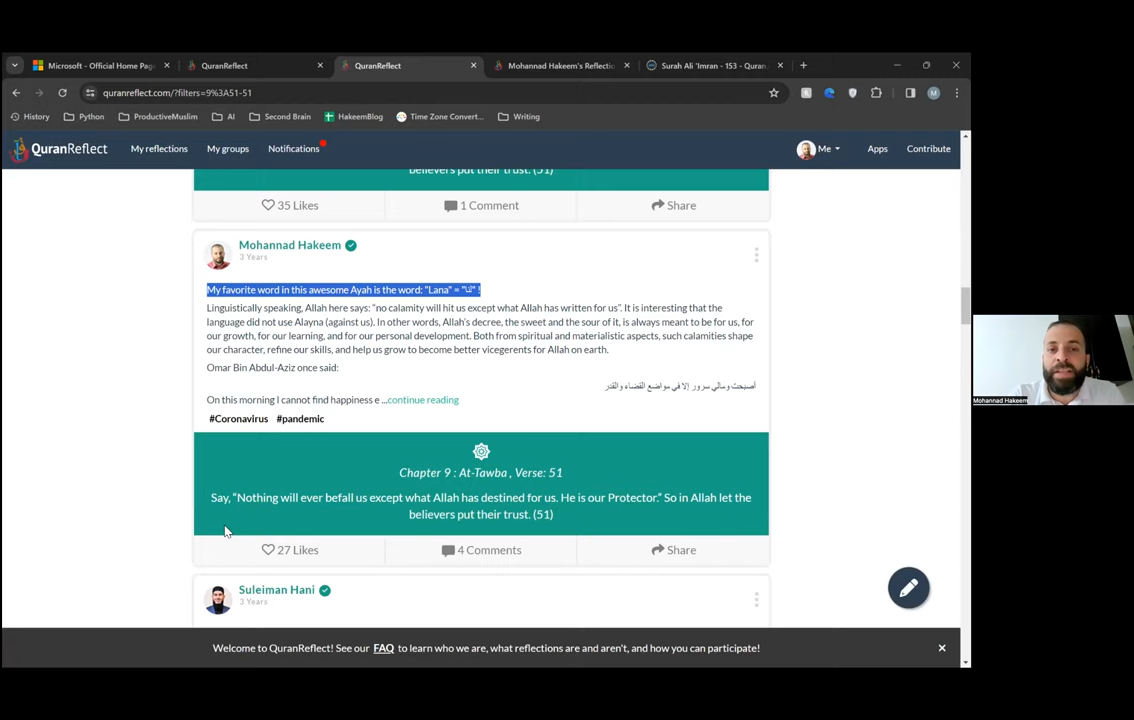 Microsoft - Official Home Pag
QuranReflect
QuranReflect
Mohannad Hakeem's Reflectio
Surah Ali 'Imran - 153 - Quran.
quranreflect.com/?filters=9%3A51-51
History
Python
ProductiveMuslim
AI
Second Brain
HakeemBlog
Time Zone Convert...
Writing
QuranReflect
My reflections
My groups
Notifications
Me
Apps
Contribute
believers put their trust. (51)
35 Likes
1 Comment
Share
Mohannad Hakeem
3 Years
My favorite word in this awesome Ayah is the word: "Lana" = "لنا" !
Linguistically speaking, Allah here says: "no calamity will hit us except what Allah has written for us". It is interesting that the
language did not use Alayna (against us). In other words, Allah's decree, the sweet and the sour of it, is always meant to be for us, for
our growth, for our learning, and for our personal development. Both from spiritual and materialistic aspects, such calamities shape
our character, refine our skills, and help us grow to become better vicegerents for Allah on earth.
Omar Bin Abdul-Aziz once said:
أصبحت ومالي سرور إلا في مواضع القضاء والقدر
On this morning I cannot find happiness e ...continue reading
#Coronavirus #pandemic
Chapter 9 : At-Tawba , Verse: 51
Say, "Nothing will ever befall us except what Allah has destined for us. He is our Protector." So in Allah let the
believers put their trust. (51)
27 Likes
4 Comments
Share
Suleiman Hani
3 Years
Welcome to QuranReflect! See our FAQ to learn who we are, what reflections are and aren't, and how you can participate!
Mohannad Hakeem